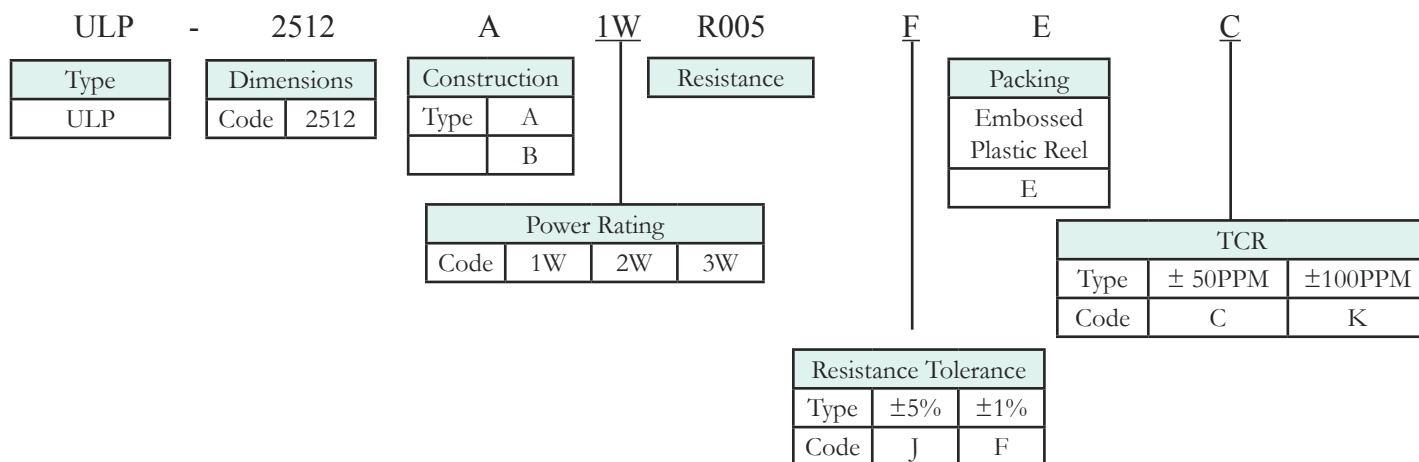 ULP - 2512 A 1W R005 F E C
Type
ULP
Dimensions
Code 2512
Construction
Type A
B
Resistance
Packing
Embossed
Plastic Reel
E
Power Rating
Code 1W 2W 3W
TCR
Type ± 50PPM ±100PPM
Code C K
Resistance Tolerance
Type ±5% ±1%
Code J F